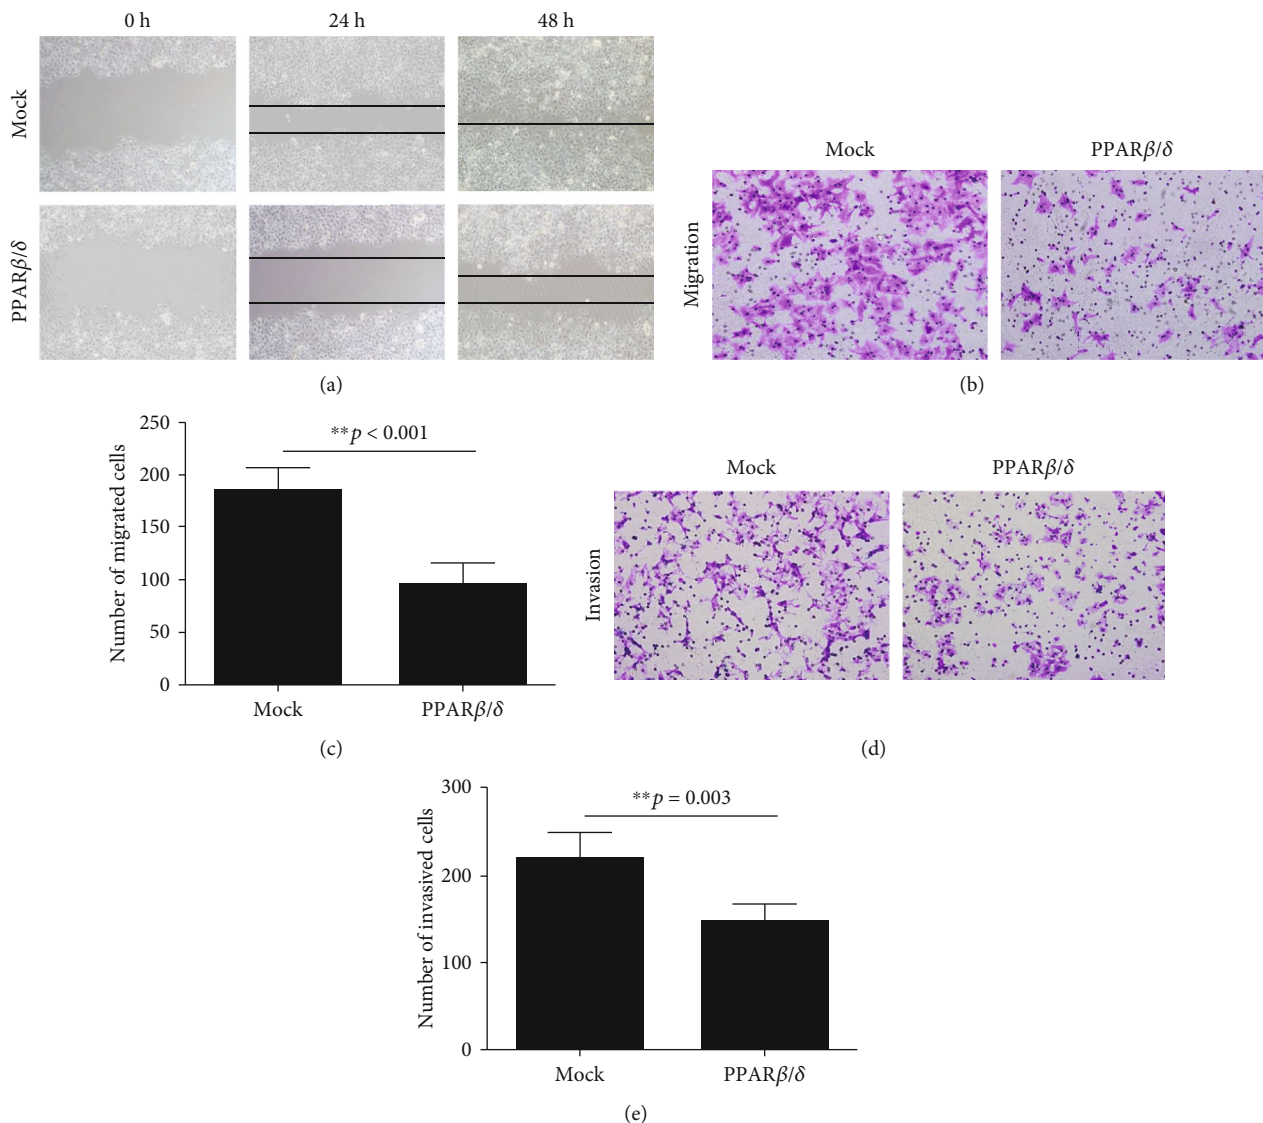 0 h 24 h 48 h
Mock
PPARβ/δ
(a)
Mock PPARβ/δ
Migration
(b)
Number of migrated cells
250
200
150
100
50
0
**p < 0.001
Mock PPARβ/δ
(c)
Mock PPARβ/δ
Invasion
(d)
Number of invasived cells
300
200
100
0
**p = 0.003
Mock PPARβ/δ
(e)